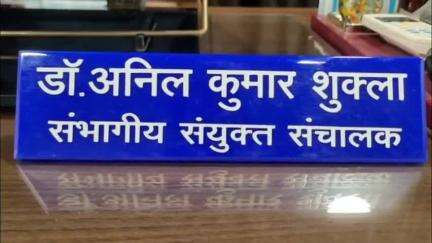 डॉ.अनिल कुमार शुक्ला
संभागीय संयुक्त संचालक